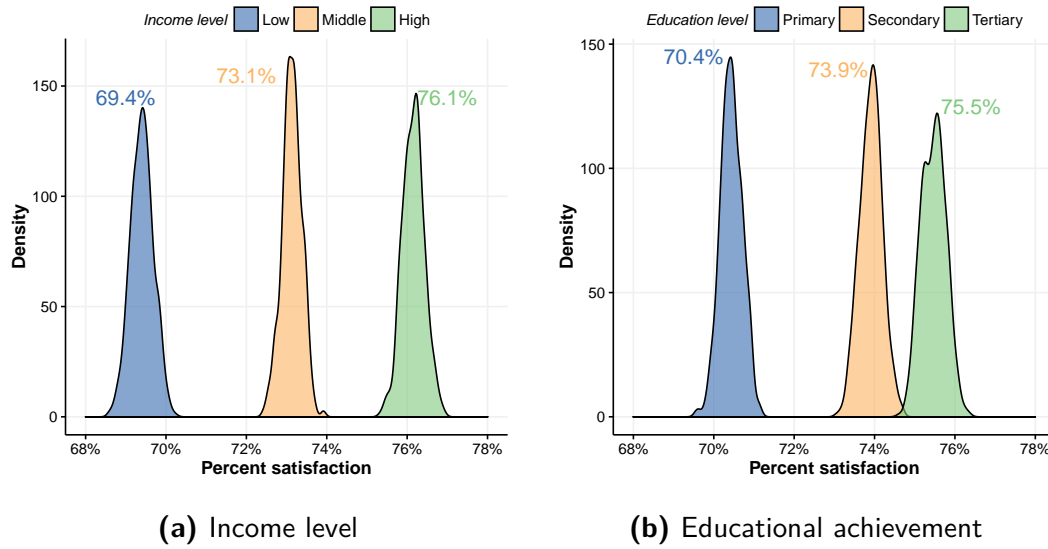 Income level Low Middle High
69.4%
73.1%
76.1%
150
100
50
0
Density
68% 70% 72% 74% 76% 78%
Percent satisfaction
(a) Income level
Education level Primary Secondary Tertiary
70.4%
73.9%
75.5%
150
100
50
0
Density
68% 70% 72% 74% 76% 78%
Percent satisfaction
(b) Educational achievement